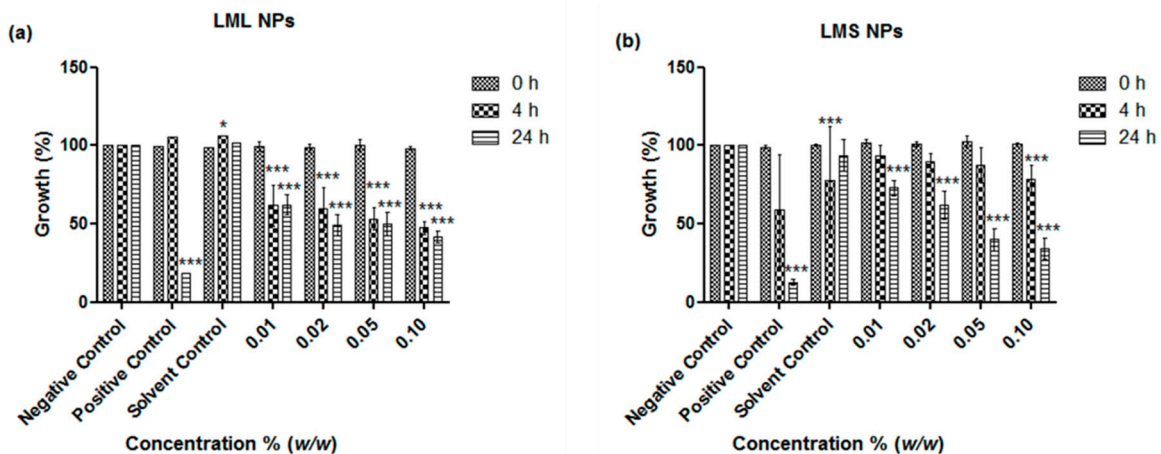 (a)
LML NPs
150
100
50
0
Growth (%)
0 h
4 h
24 h
***
*
***
***
***
***
***
***
***
***
Negative Control
Positive Control
Solvent Control
0.01
0.02
0.05
0.10
Concentration % (w/w)
(b)
LMS NPs
150
100
50
0
Growth (%)
0 h
4 h
24 h
***
***
***
***
***
***
***
Negative Control
Positive Control
Solvent Control
0.01
0.02
0.05
0.10
Concentration % (w/w)